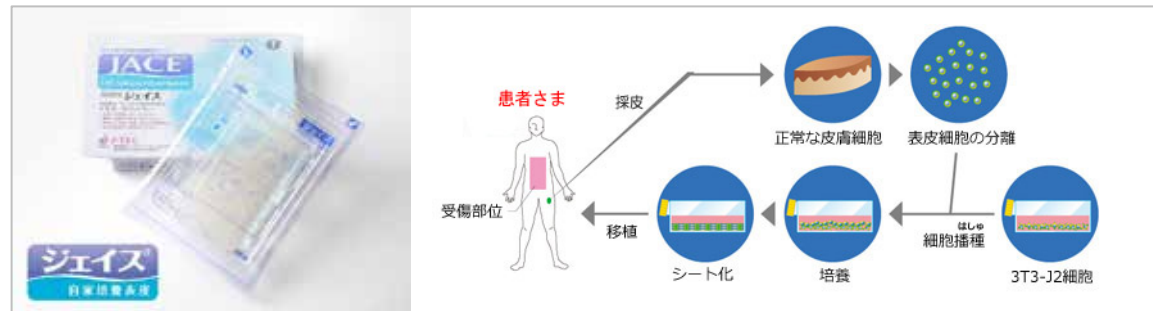 JACE
ジェイス
J-TEC
ジェイス
自家培養表皮
患者さま
採皮
正常な皮膚細胞
表皮細胞の分離
受傷部位
移植
シート化
培養
はしゅ
細胞播種
3T3-J2細胞